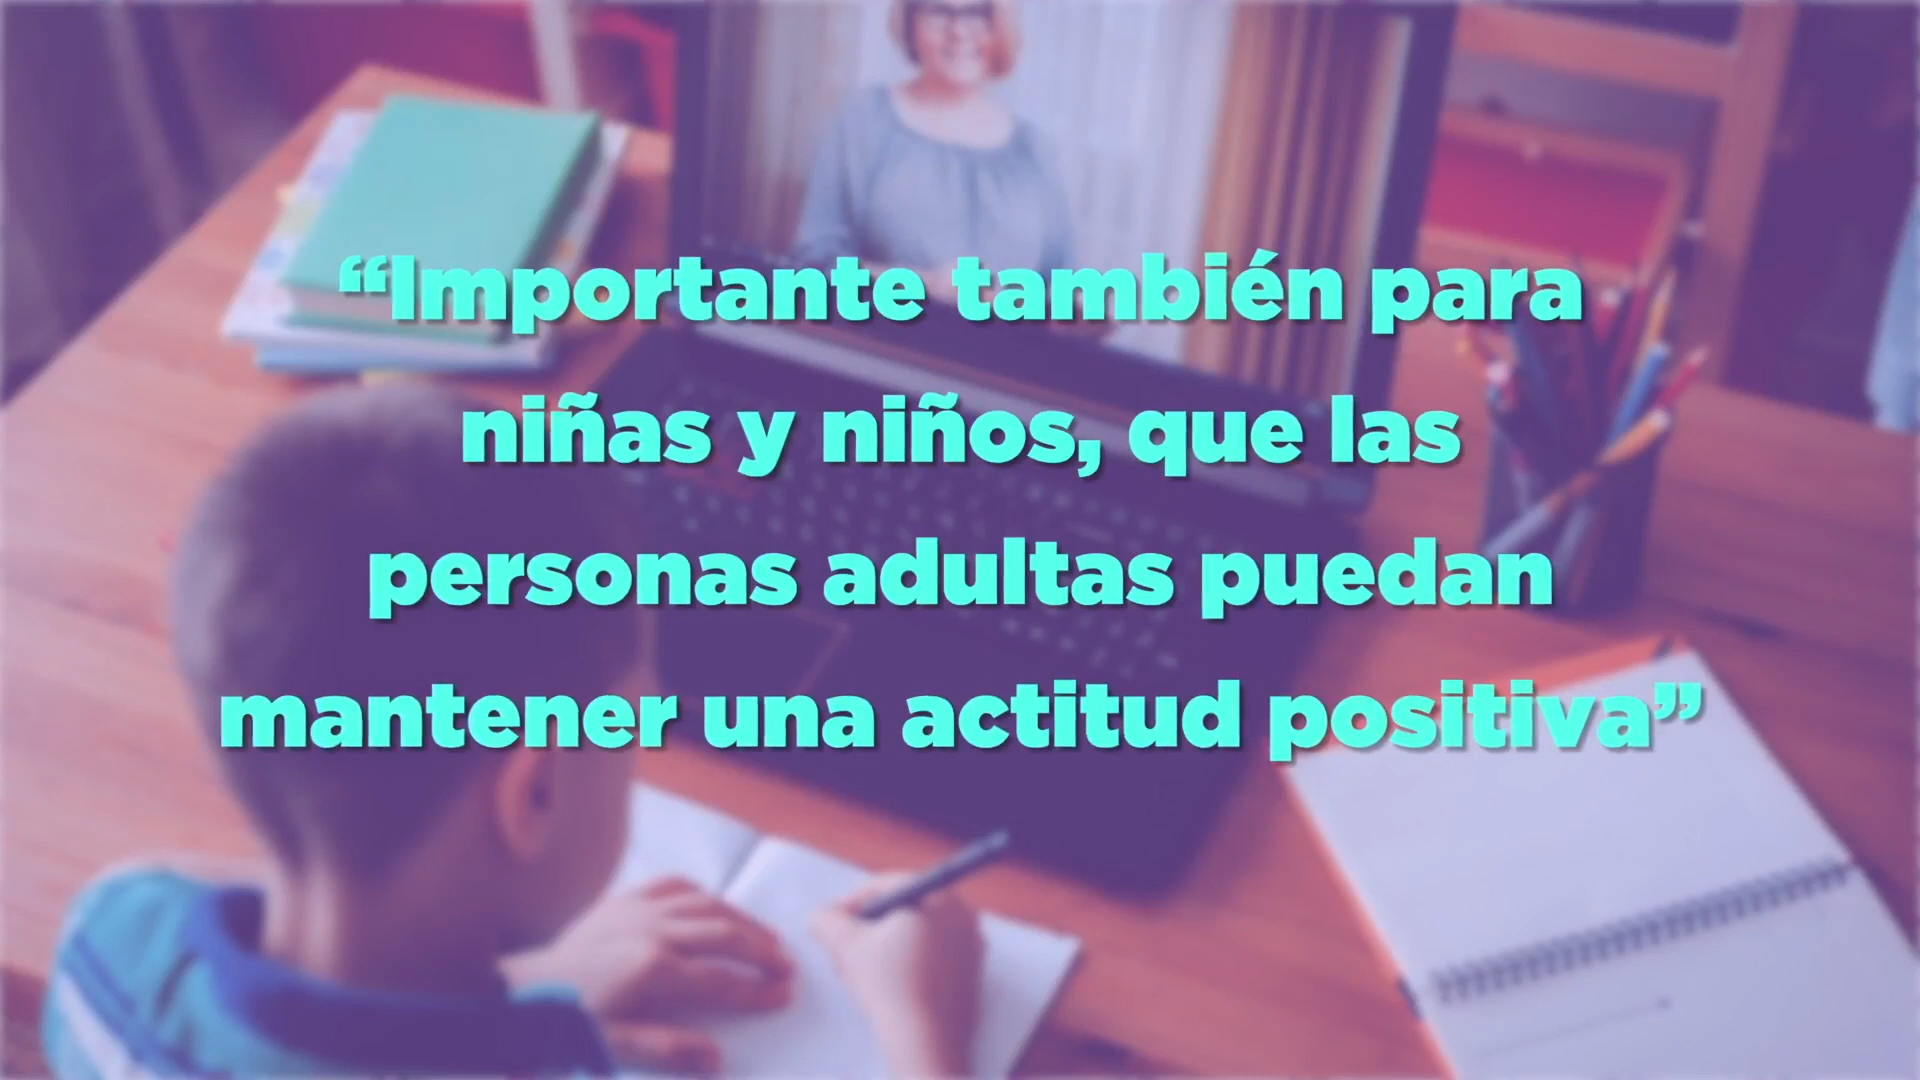 “Importante también para
niñas y niños, que las
personas adultas puedan
mantener una actitud positiva”